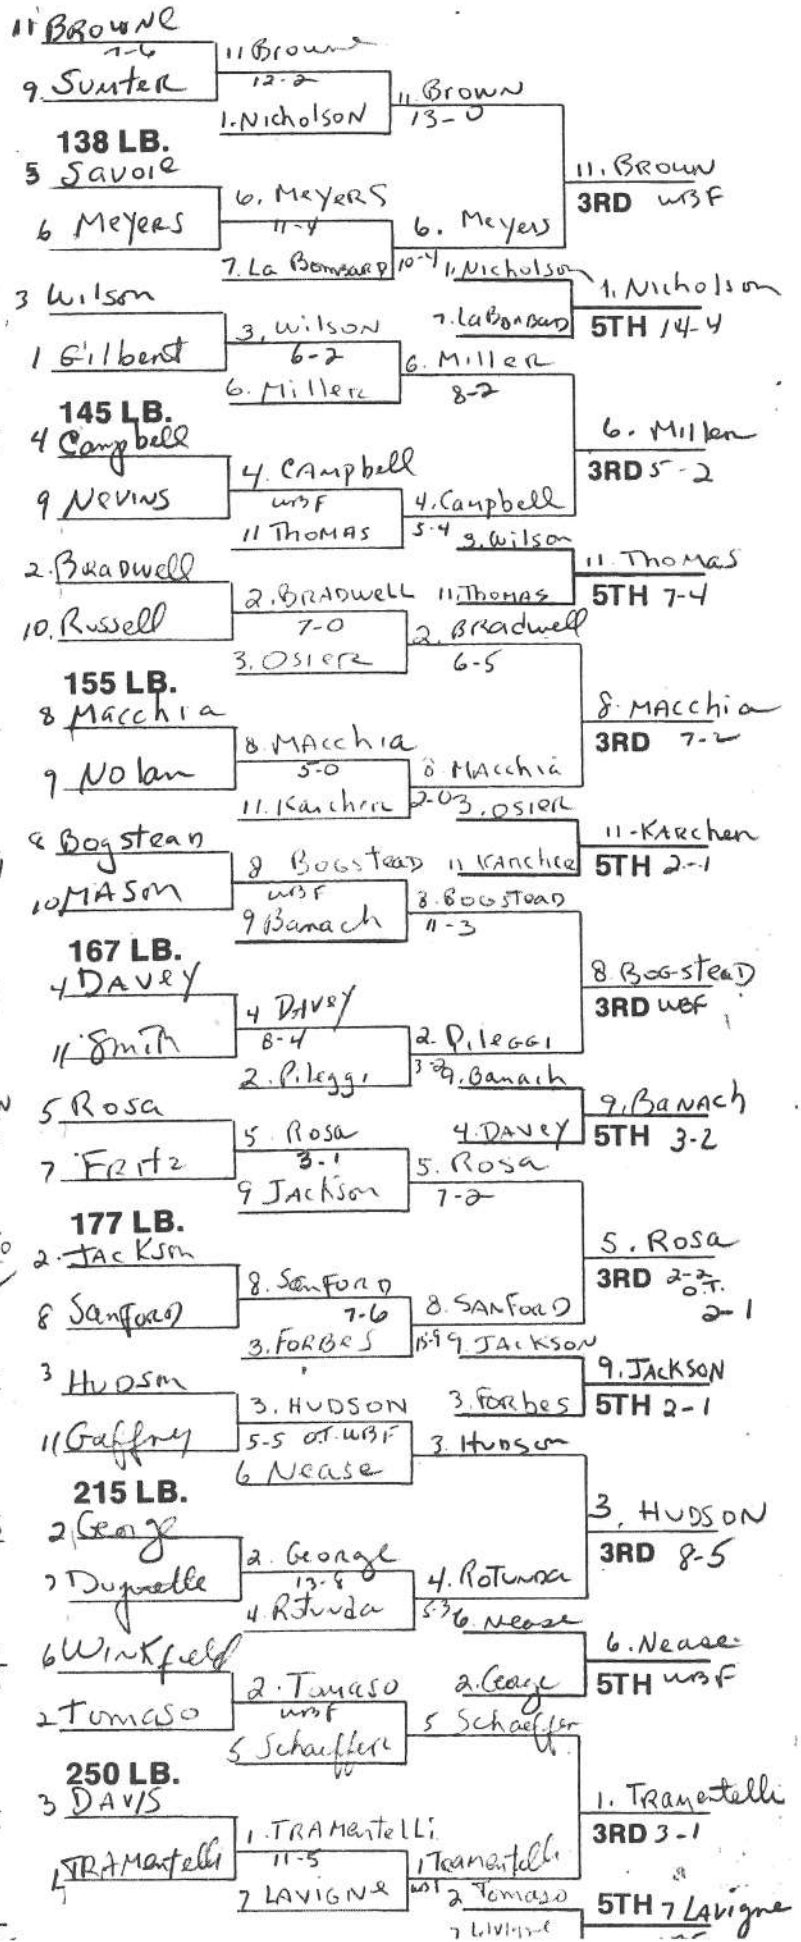 11 BROWNE
7-6
11 Browne
9. SUMTER
12-2
11. BROWN
1. Nicholson
13-0
138 LB.
5 Savoie
11. BROWN
6. MEYERS
3RD WBF
6 MEYERS
11-4
6. Meyers
7. La Bombard
10-4
1. Nicholson
1. Nicholson
3 Wilson
7. LaBombard
5TH 14-4
3. WILSON
1 Gilbert
6-2
6. MILLER
6. Miller
8-2
145 LB.
4 Campbell
6. Miller
4. CAMPBELL
3RD 5-2
9 NEVINS
WBF
4. Campbell
11 THOMAS
5-4
3. Wilson
11. Thomas
2. BRADWELL
11. THOMAS
5TH 7-4
2. BRADWELL
10. Russell
7-0
2. Bradwell
3. OSIER
6-5
155 LB.
8 Macchia
8. MAcchia
8. MAcchia
3RD 7-2
9 Nolan
5-0
8 MAcchia
11. Karcher
2-0
3. OSIER
11-KARCHER
8 Bogstead
8 BOGSTEAD
11 KARCHER
5TH 2-1
10 MASON
WBF
8. BOGSTEAD
9 Banach
11-3
167 LB.
4 DAVEY
8. BOGSTEAD
4 DAVEY
3RD WBF
11 Smith
8-4
2. PILEGGI
2. Pileggi
9. Banach
5 Rosa
9. BANACH
5. Rosa
4. DAVEY
5TH 3-2
7 FRITZ
3-1
5. Rosa
9 JACKSON
7-2
177 LB.
2. JACKSON
5. Rosa
8. SANFORD
3RD 2-2
O.T.
8 SANFORD
7-6
8. SANFORD
2-1
3. FORBES
15-9
9. JACKSON
3 HUDSON
9. JACKSON
3. HUDSON
3. Forbes
5TH 2-1
11 Gaffney
5-5 O.T. WBF
3. HUDSON
6 Nease
215 LB.
3. HUDSON
2. George
3RD 8-5
2. George
7 Duquette
13-8
4. ROTUNDA
4. Rotunda
5-3
6. Nease
6 WINKfield
6. Nease
2. George
5TH WBF
2. Tomaso
2 Tomaso
WBF
5 Schaeffer
5 Schaeffer
250 LB.
3 DAVIS
1. TRAMentelli
1. TRAMentelli
3RD 3-1
1 TRAMentelli
11-5
1 Tramentelli
7 LAVIGNE
WBF
2 Tomaso
5TH 7 LAVigne
7 LAVIGNE